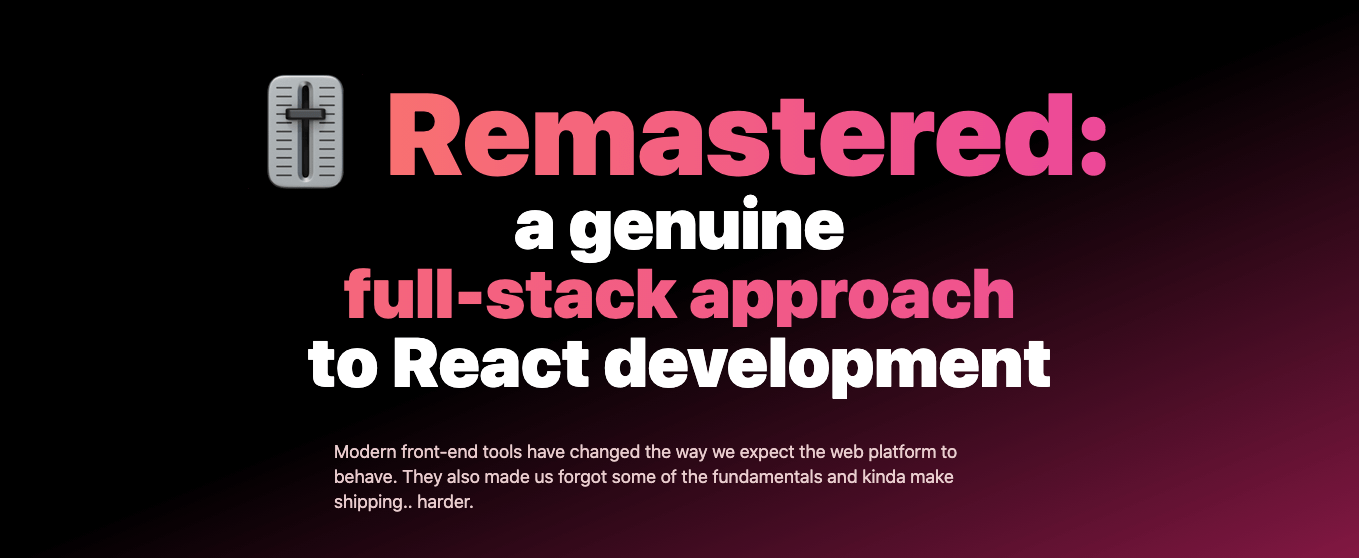 Remastered:
a genuine
full-stack approach
to React development
Modern front-end tools have changed the way we expect the web platform to
behave. They also made us forgot some of the fundamentals and kinda make
shipping.. harder.